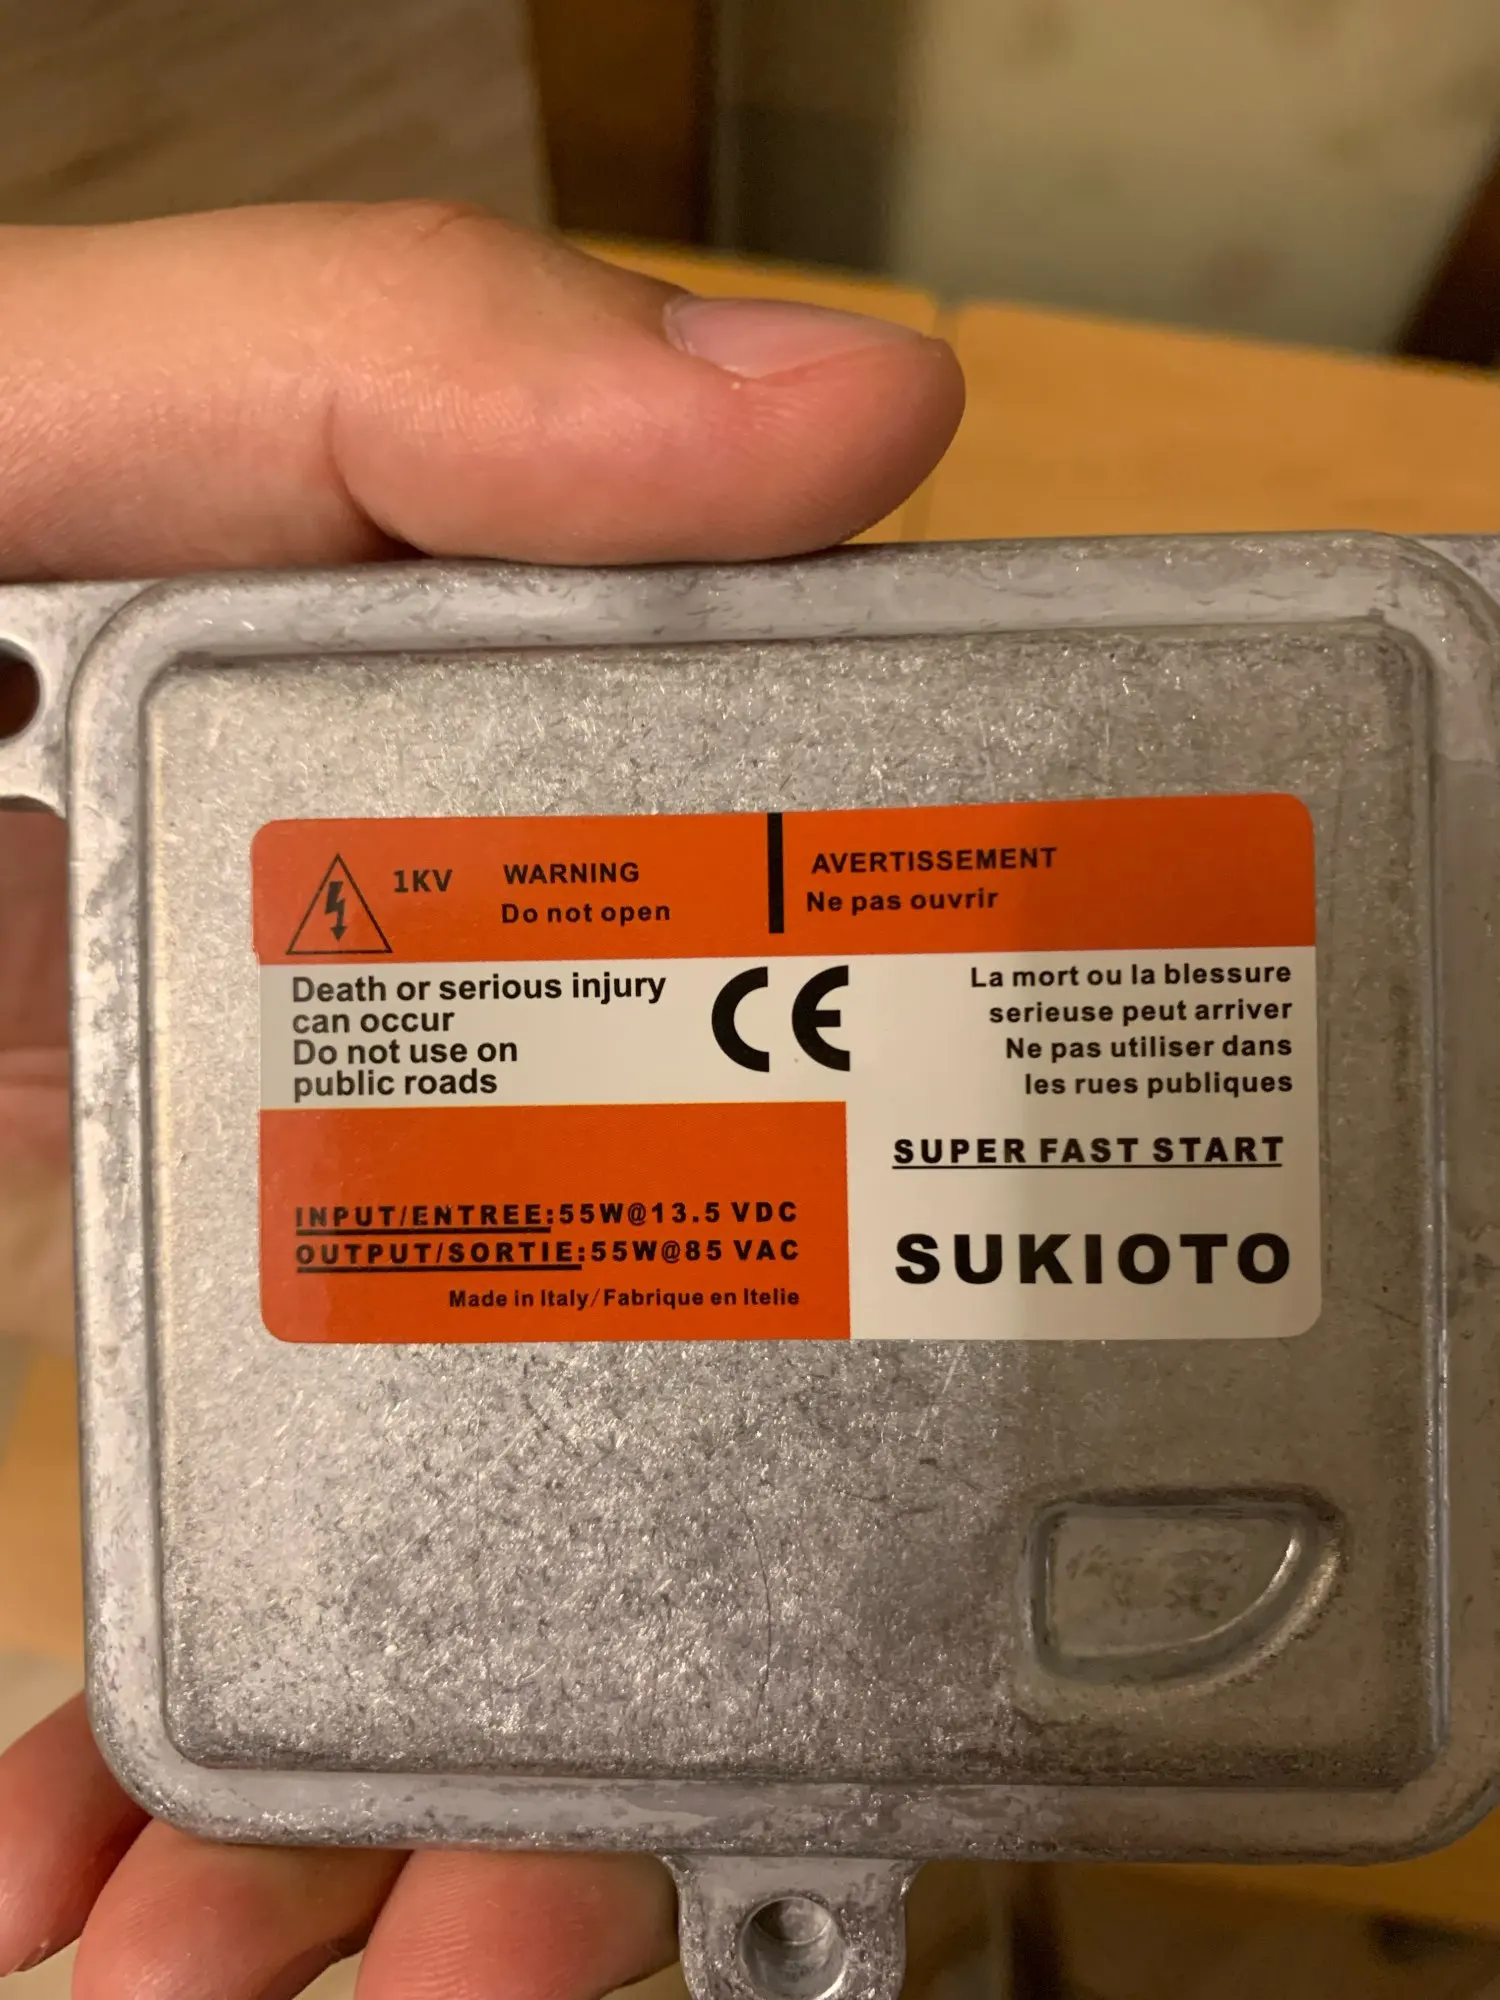 1KV
WARNING
Do not open
AVERTISSEMENT
Ne pas ouvrir
Death or serious injury
can occur
Do not use on
public roads
CE
La mort ou la blessure
serieuse peut arriver
Ne pas utiliser dans
les rues publiques
INPUT/ENTREE:55W@13.5 VDC
OUTPUT/SORTIE:55W@85 VAC
Made in Italy/Fabrique en Itelie
SUPER FAST START
SUKIOTO